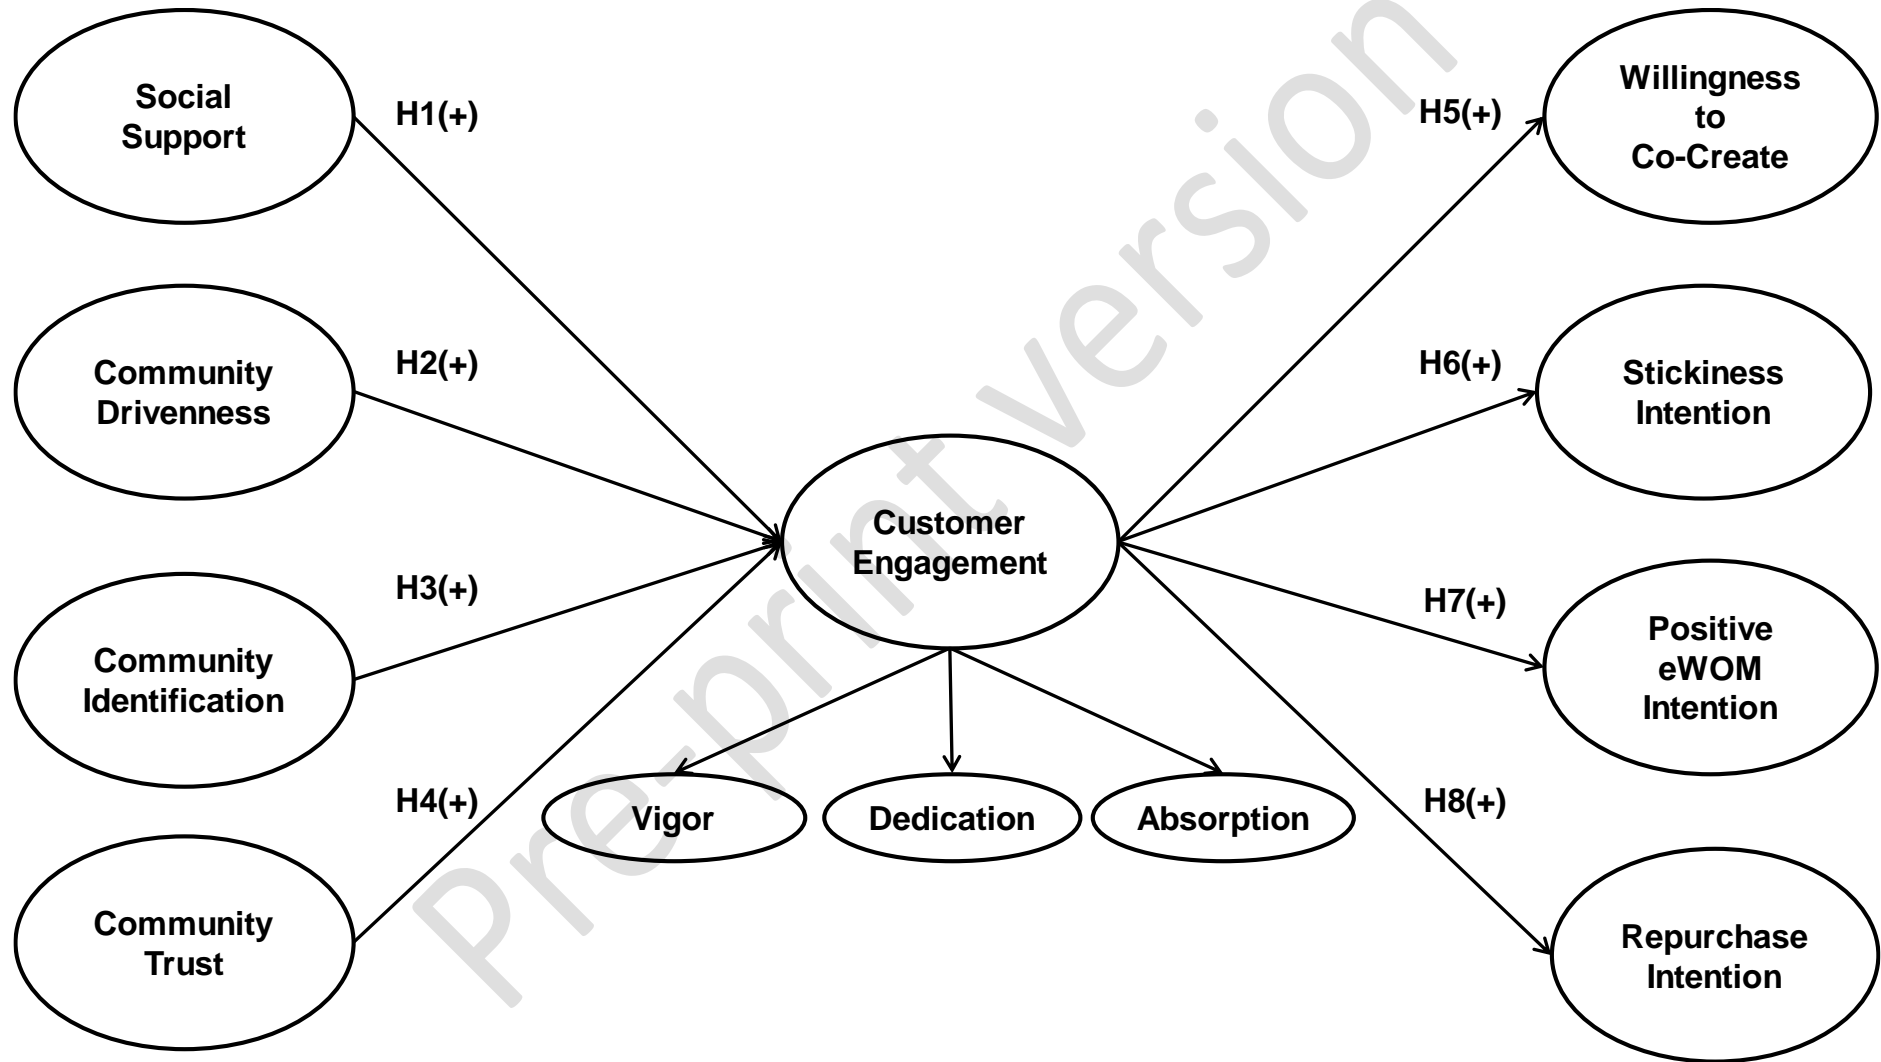 Social
Support
H1(+)
H5(+)
Willingness
to
Co-Create
Community
Drivenness
H2(+)
H6(+)
Stickiness
Intention
Customer
Engagement
Community
Identification
H3(+)
H7(+)
Positive
eWOM
Intention
Community
Trust
H4(+)
Vigor
Dedication
Absorption
H8(+)
Repurchase
Intention
Pre-print version